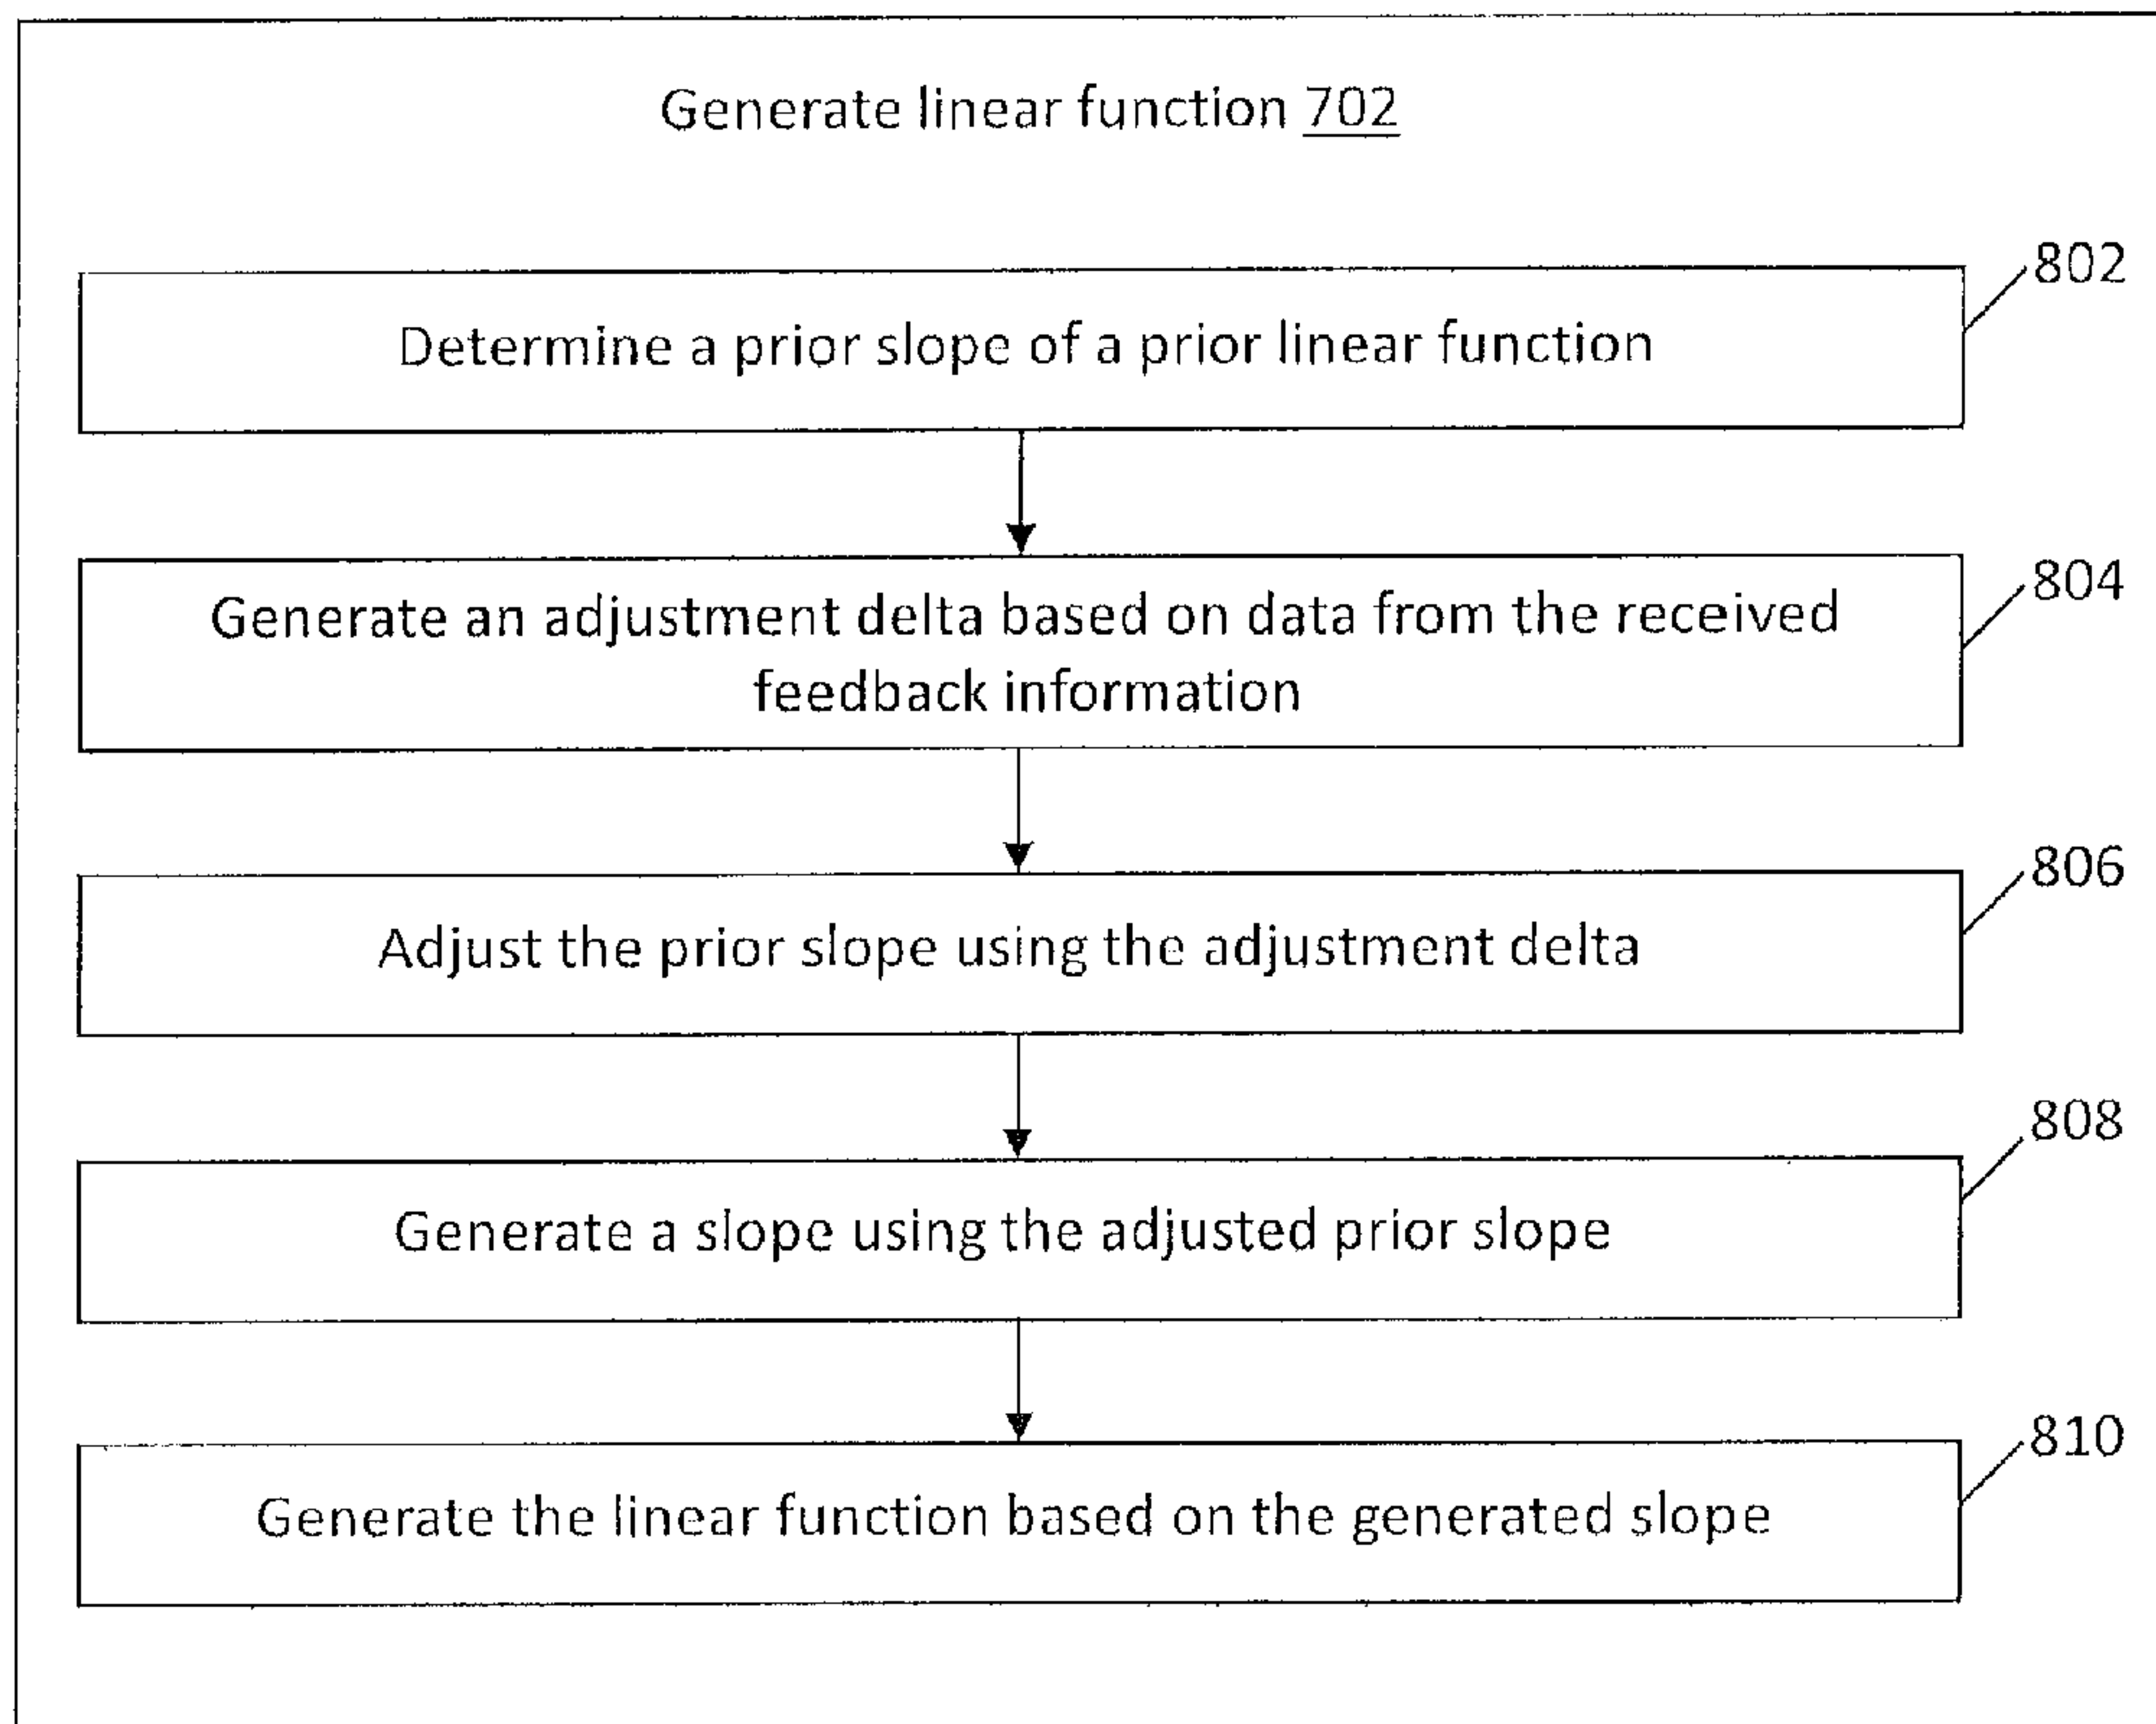 Generate linear function 702
802
Determine a prior slope of a prior linear function
804
Generate an adjustment delta based on data from the received
feedback information
806
Adjust the prior slope using the adjustment delta
808
Generate a slope using the adjusted prior slope
810
Generate the linear function based on the generated slope